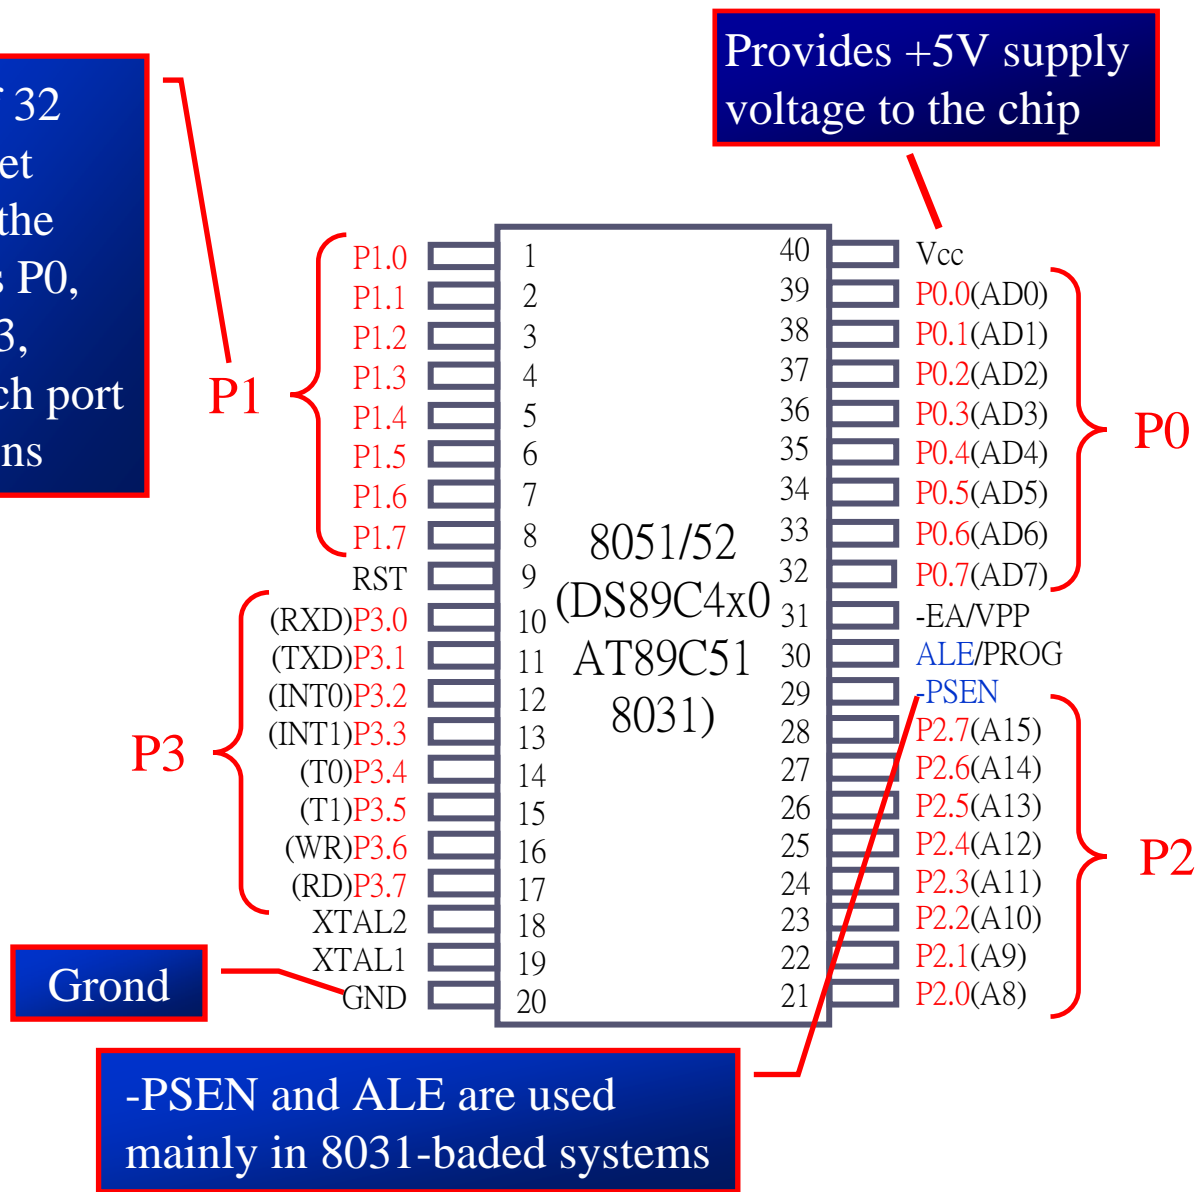 Provides +5V supply
voltage to the chip
f 32
et
the
s P0,
3,
ch port
ns
P1
P1.0 1
P1.1 2
P1.2 3
P1.3 4
P1.4 5
P1.5 6
P1.6 7
P1.7 8
RST 9
P3
(RXD)P3.0 10
(TXD)P3.1 11
(INT0)P3.2 12
(INT1)P3.3 13
(T0)P3.4 14
(T1)P3.5 15
(WR)P3.6 16
(RD)P3.7 17
XTAL2 18
XTAL1 19
GND 20
Grond
8051/52
(DS89C4x0
AT89C51
8031)
40 Vcc
39 P0.0(AD0)
38 P0.1(AD1)
37 P0.2(AD2)
36 P0.3(AD3)
35 P0.4(AD4)
34 P0.5(AD5)
33 P0.6(AD6)
32 P0.7(AD7)
P0
31 -EA/VPP
30 ALE/PROG
29 -PSEN
28 P2.7(A15)
27 P2.6(A14)
26 P2.5(A13)
25 P2.4(A12)
24 P2.3(A11)
23 P2.2(A10)
22 P2.1(A9)
21 P2.0(A8)
P2
-PSEN and ALE are used
mainly in 8031-baded systems